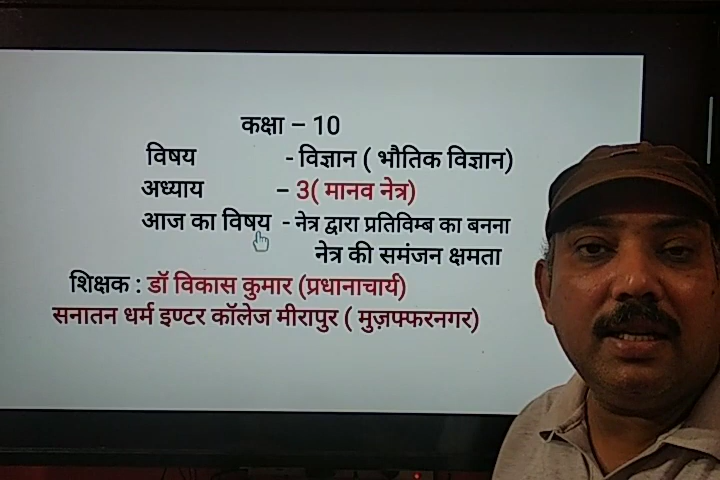 कक्षा – 10
विषय - विज्ञान ( भौतिक विज्ञान)
अध्याय – 3( मानव नेत्र)
आज का विषय - नेत्र द्वारा प्रतिविम्ब का बनना
नेत्र की समंजन क्षमता
शिक्षक : डॉ विकास कुमार (प्रधानाचार्य)
सनातन धर्म इण्टर कॉलेज मीरापुर ( मुज़फ्फरनगर)